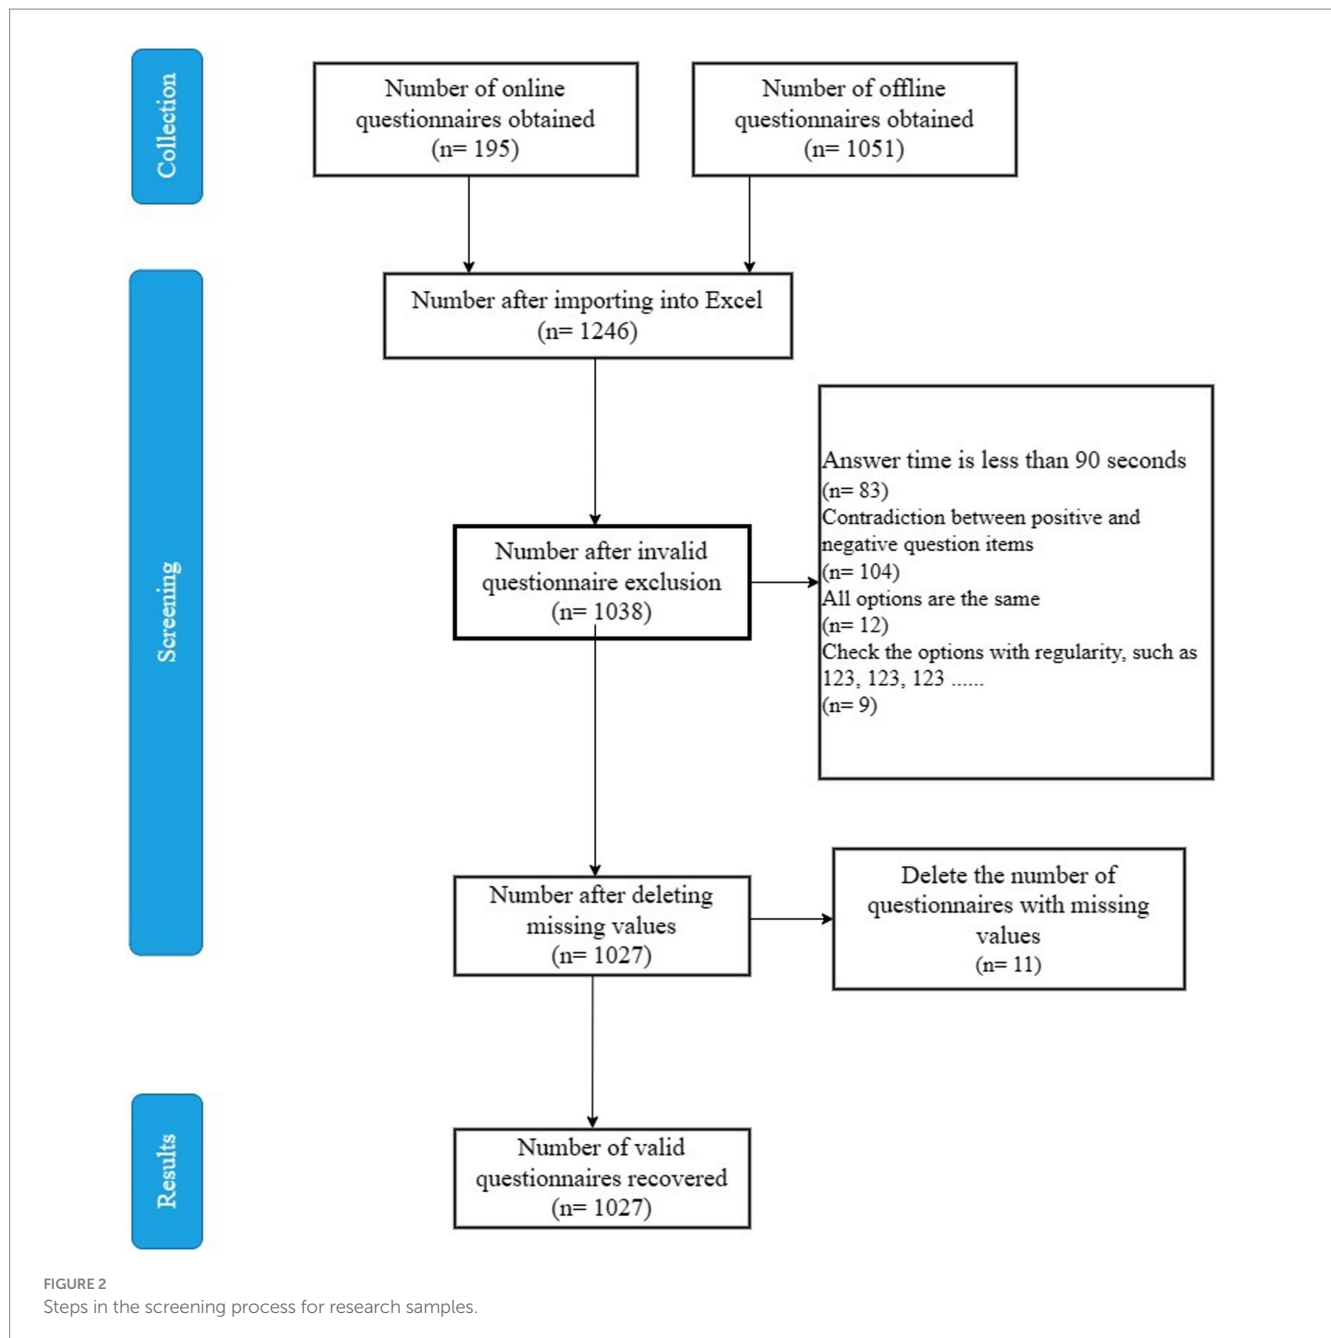 Collection
Number of online
questionnaires obtained
(n= 195)
Number of offline
questionnaires obtained
(n= 1051)
Screening
Number after importing into Excel
(n= 1246)
Number after invalid
questionnaire exclusion
(n= 1038)
Answer time is less than 90 seconds
(n= 83)
Contradiction between positive and
negative question items
(n= 104)
All options are the same
(n= 12)
Check the options with regularity, such as
123, 123, 123 ......
(n= 9)
Number after deleting
missing values
(n= 1027)
Delete the number of
questionnaires with missing
values
(n= 11)
Results
Number of valid
questionnaires recovered
(n= 1027)
FIGURE 2
Steps in the screening process for research samples.